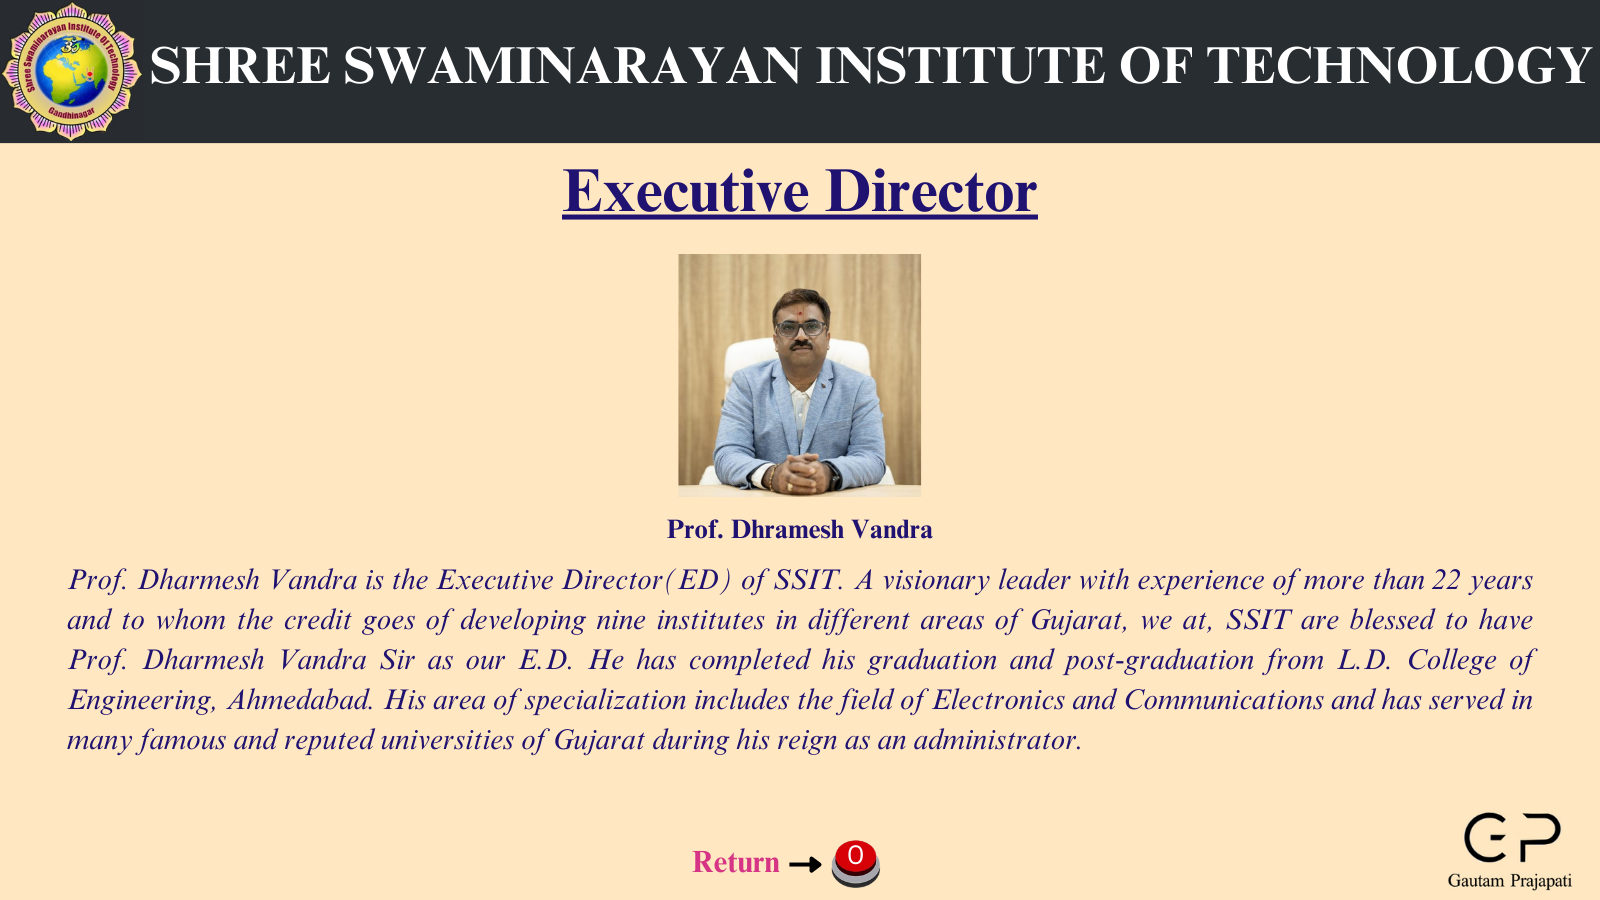 Shree Swaminarayan Institute Of Technology
ॐ
Gandhinagar
SHREE SWAMINARAYAN INSTITUTE OF TECHNOLOGY
Executive Director
Prof. Dhramesh Vandra
Prof. Dharmesh Vandra is the Executive Director(ED) of SSIT. A visionary leader with experience of more than 22 years
and to whom the credit goes of developing nine institutes in different areas of Gujarat, we at, SSIT are blessed to have
Prof. Dharmesh Vandra Sir as our E.D. He has completed his graduation and post-graduation from L.D. College of
Engineering, Ahmedabad. His area of specialization includes the field of Electronics and Communications and has served in
many famous and reputed universities of Gujarat during his reign as an administrator.
Return
0
GP
Gautam Prajapati